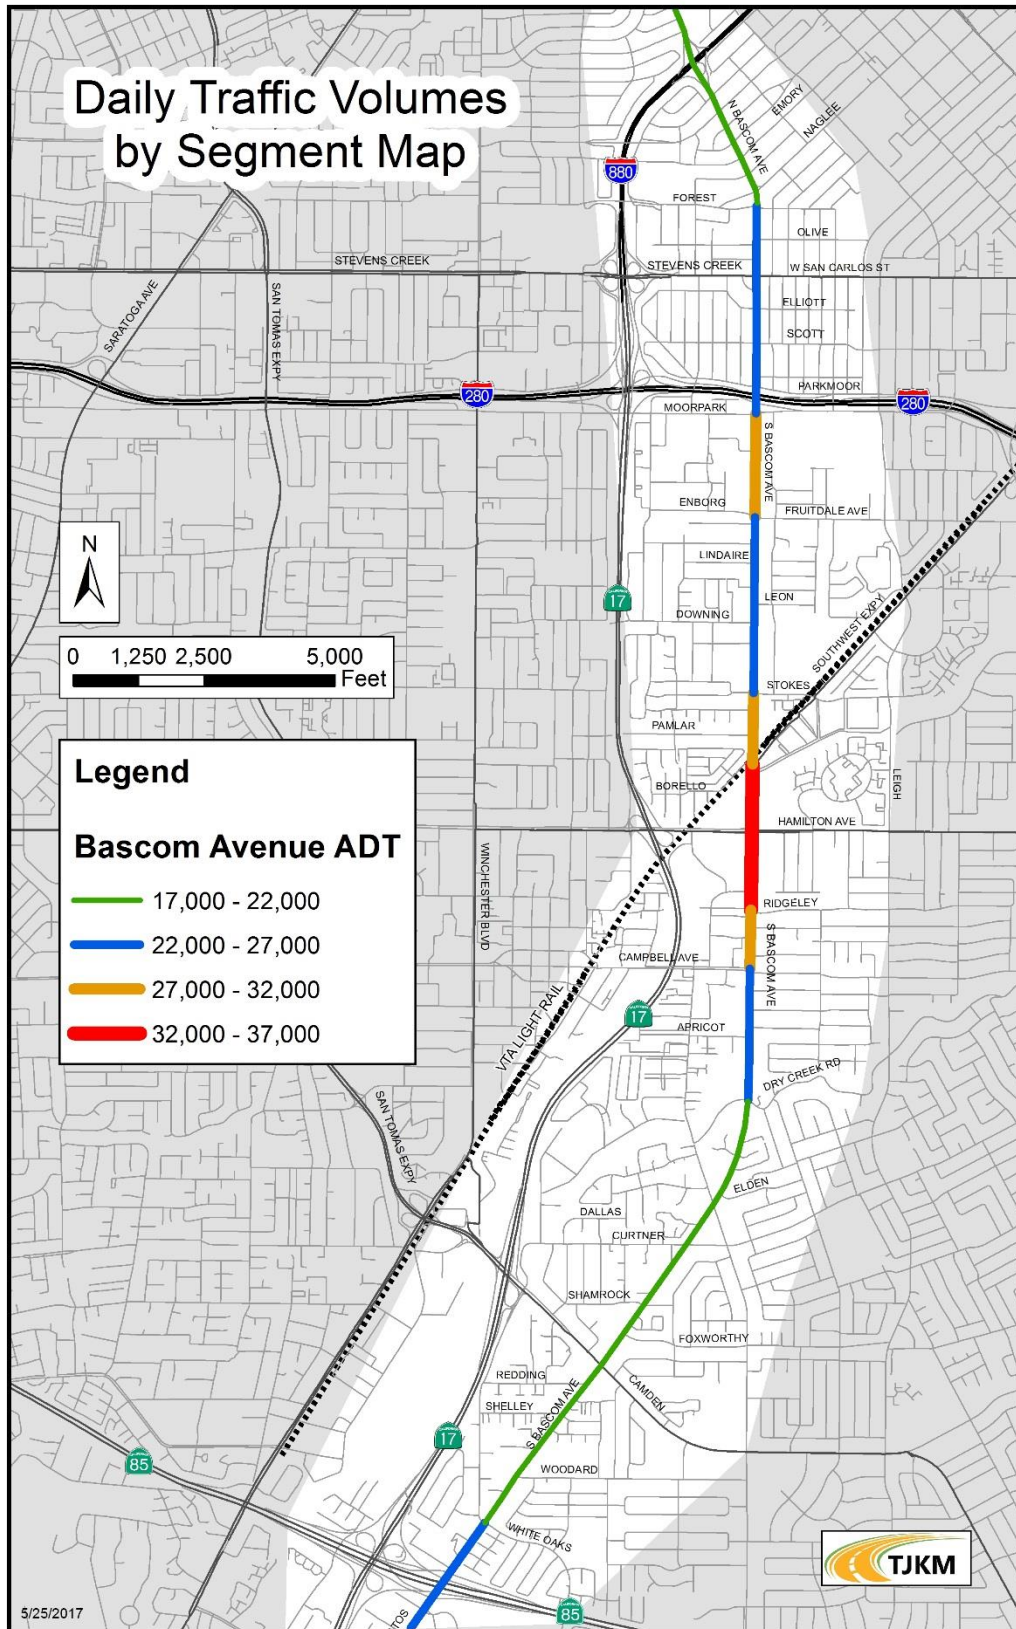 Daily Traffic Volumes
by Segment Map
EMORY
NAGLEE
N BASCOM AVE
880
FOREST
OLIVE
STEVENS CREEK
STEVENS CREEK
W SAN CARLOS ST
SARATOGA AVE
SAN TOMAS EXPY
ELLIOTT
SCOTT
PARKMOOR
280
280
MOORPARK
S BASCOM AVE
ENBORG
FRUITDALE AVE
N
LINDAIRE
LEON
17
DOWNING
SOUTHWEST EXPY
0 1,250 2,500 5,000
Feet
STOKES
PAMLAR
BORELLO
LEIGH
HAMILTON AVE
Legend
Bascom Avenue ADT
17,000 - 22,000
22,000 - 27,000
27,000 - 32,000
32,000 - 37,000
WINCHESTER BLVD
RIDGELEY
S BASCOM AVE
CAMPBELL AVE
VTA LIGHT RAIL
17
APRICOT
DRY CREEK RD
SAN TOMAS EXPY
ELDEN
DALLAS
CURTNER
SHAMROCK
FOXWORTHY
REDDING
CAMDEN
SHELLEY
S BASCOM AVE
17
85
WOODARD
WHITE OAKS
TJKM
85
5/25/2017